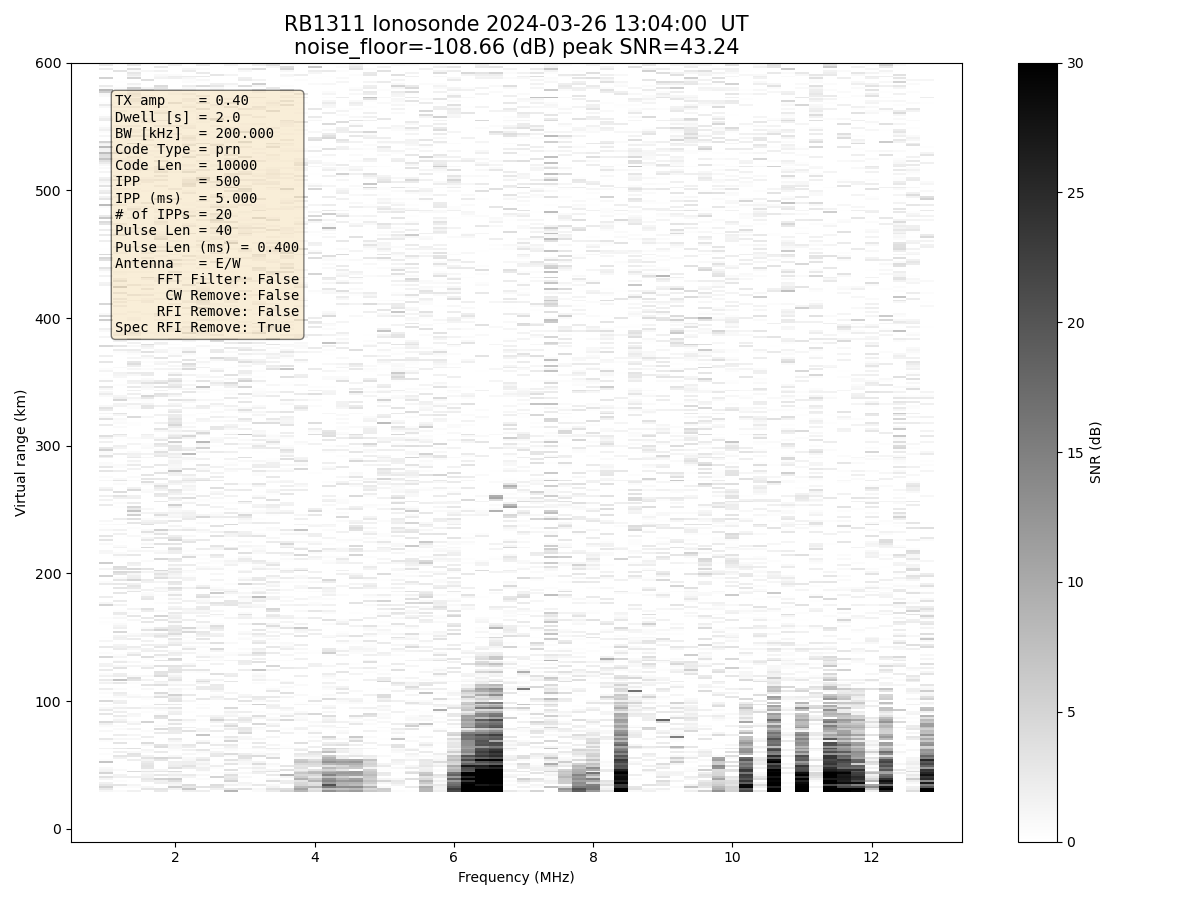 RB1311 Ionosonde 2024-03-26 13:04:00  UT
noise_floor=-108.66 (dB) peak SNR=43.24
600
500
400
300
200
100
0
Virtual range (km)
TX amp    = 0.40
Dwell [s] = 2.0
BW [kHz]  = 200.000
Code Type = prn
Code Len  = 10000
IPP       = 500
IPP (ms)  = 5.000
# of IPPs = 20
Pulse Len = 40
Pulse Len (ms) = 0.400
Antenna   = E/W
FFT Filter: False
CW Remove: False
RFI Remove: False
Spec RFI Remove: True
2 4 6 8 10 12
Frequency (MHz)
30
25
20
15
10
5
0
SNR (dB)